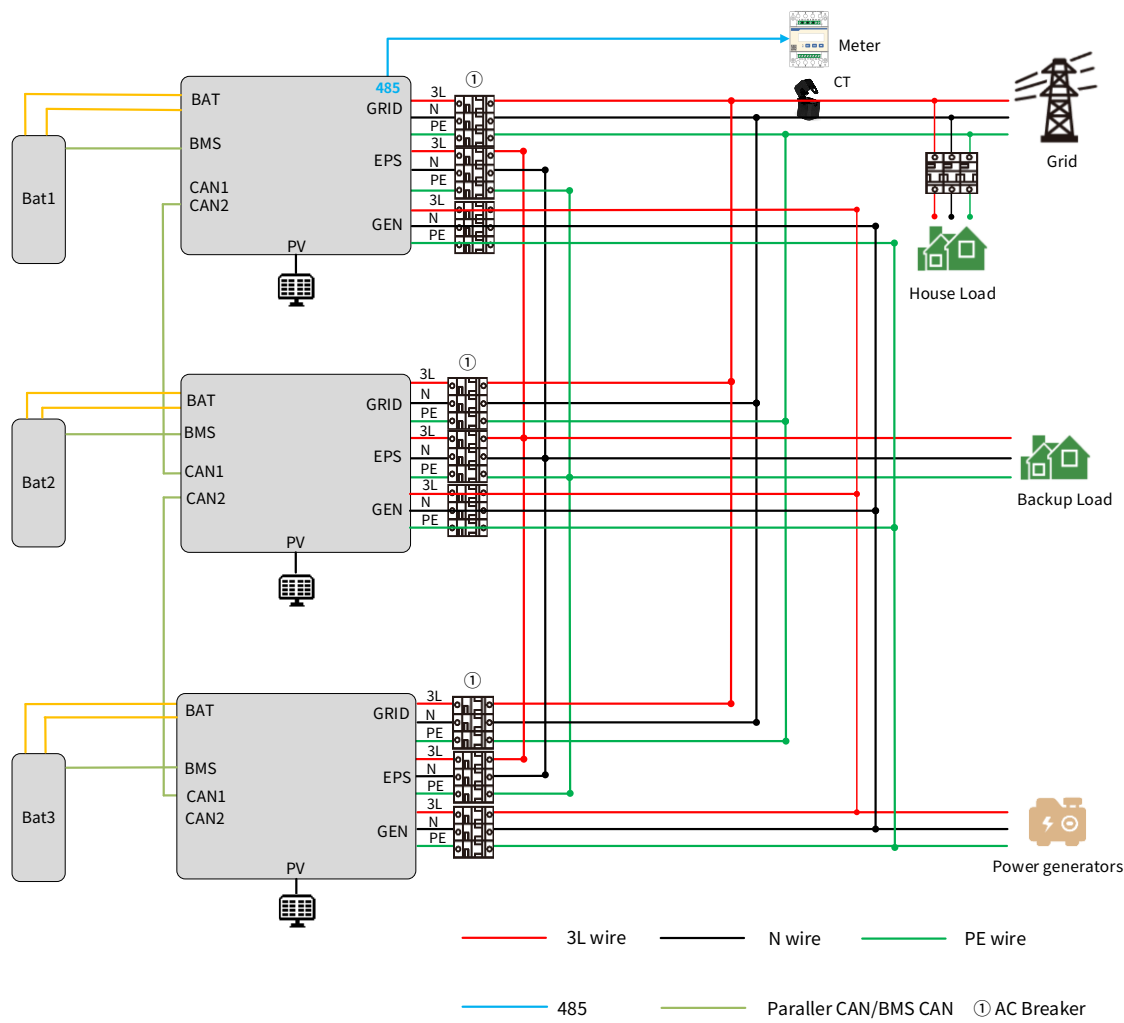 Meter
CT
①
485
BAT
GRID
3L
N
PE
Grid
BMS
EPS
3L
N
PE
Bat1
CAN1
CAN2
GEN
3L
N
PE
PV
House Load
①
BAT
GRID
3L
N
PE
BMS
EPS
3L
N
PE
Bat2
CAN1
CAN2
GEN
3L
N
PE
Backup Load
PV
①
BAT
GRID
3L
N
PE
BMS
EPS
3L
N
PE
Bat3
CAN1
CAN2
GEN
3L
N
PE
PV
Power generators
3L wire
N wire
PE wire
485
Paraller CAN/BMS CAN
① AC Breaker